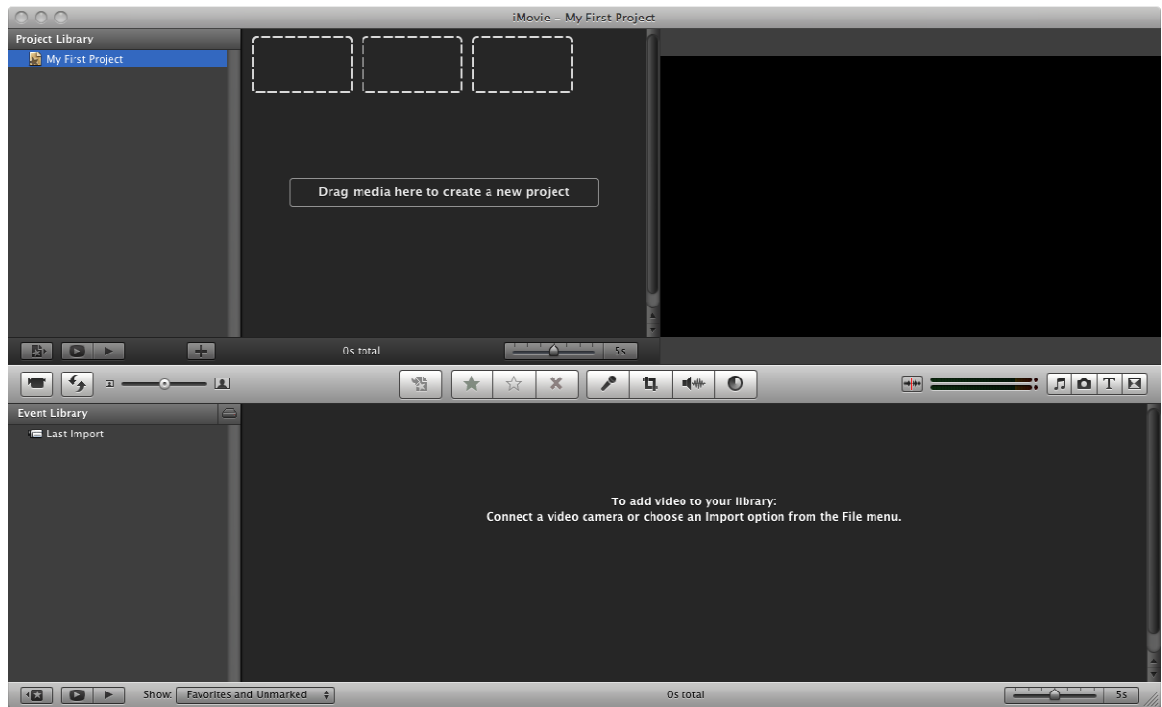 iMovie – My First Project
Project Library
My First Project
Drag media here to create a new project
0s total
5s
T
Event Library
Last Import
To add video to your library:
Connect a video camera or choose an Import option from the File menu.
Show: Favorites and Unmarked
0s total
5s